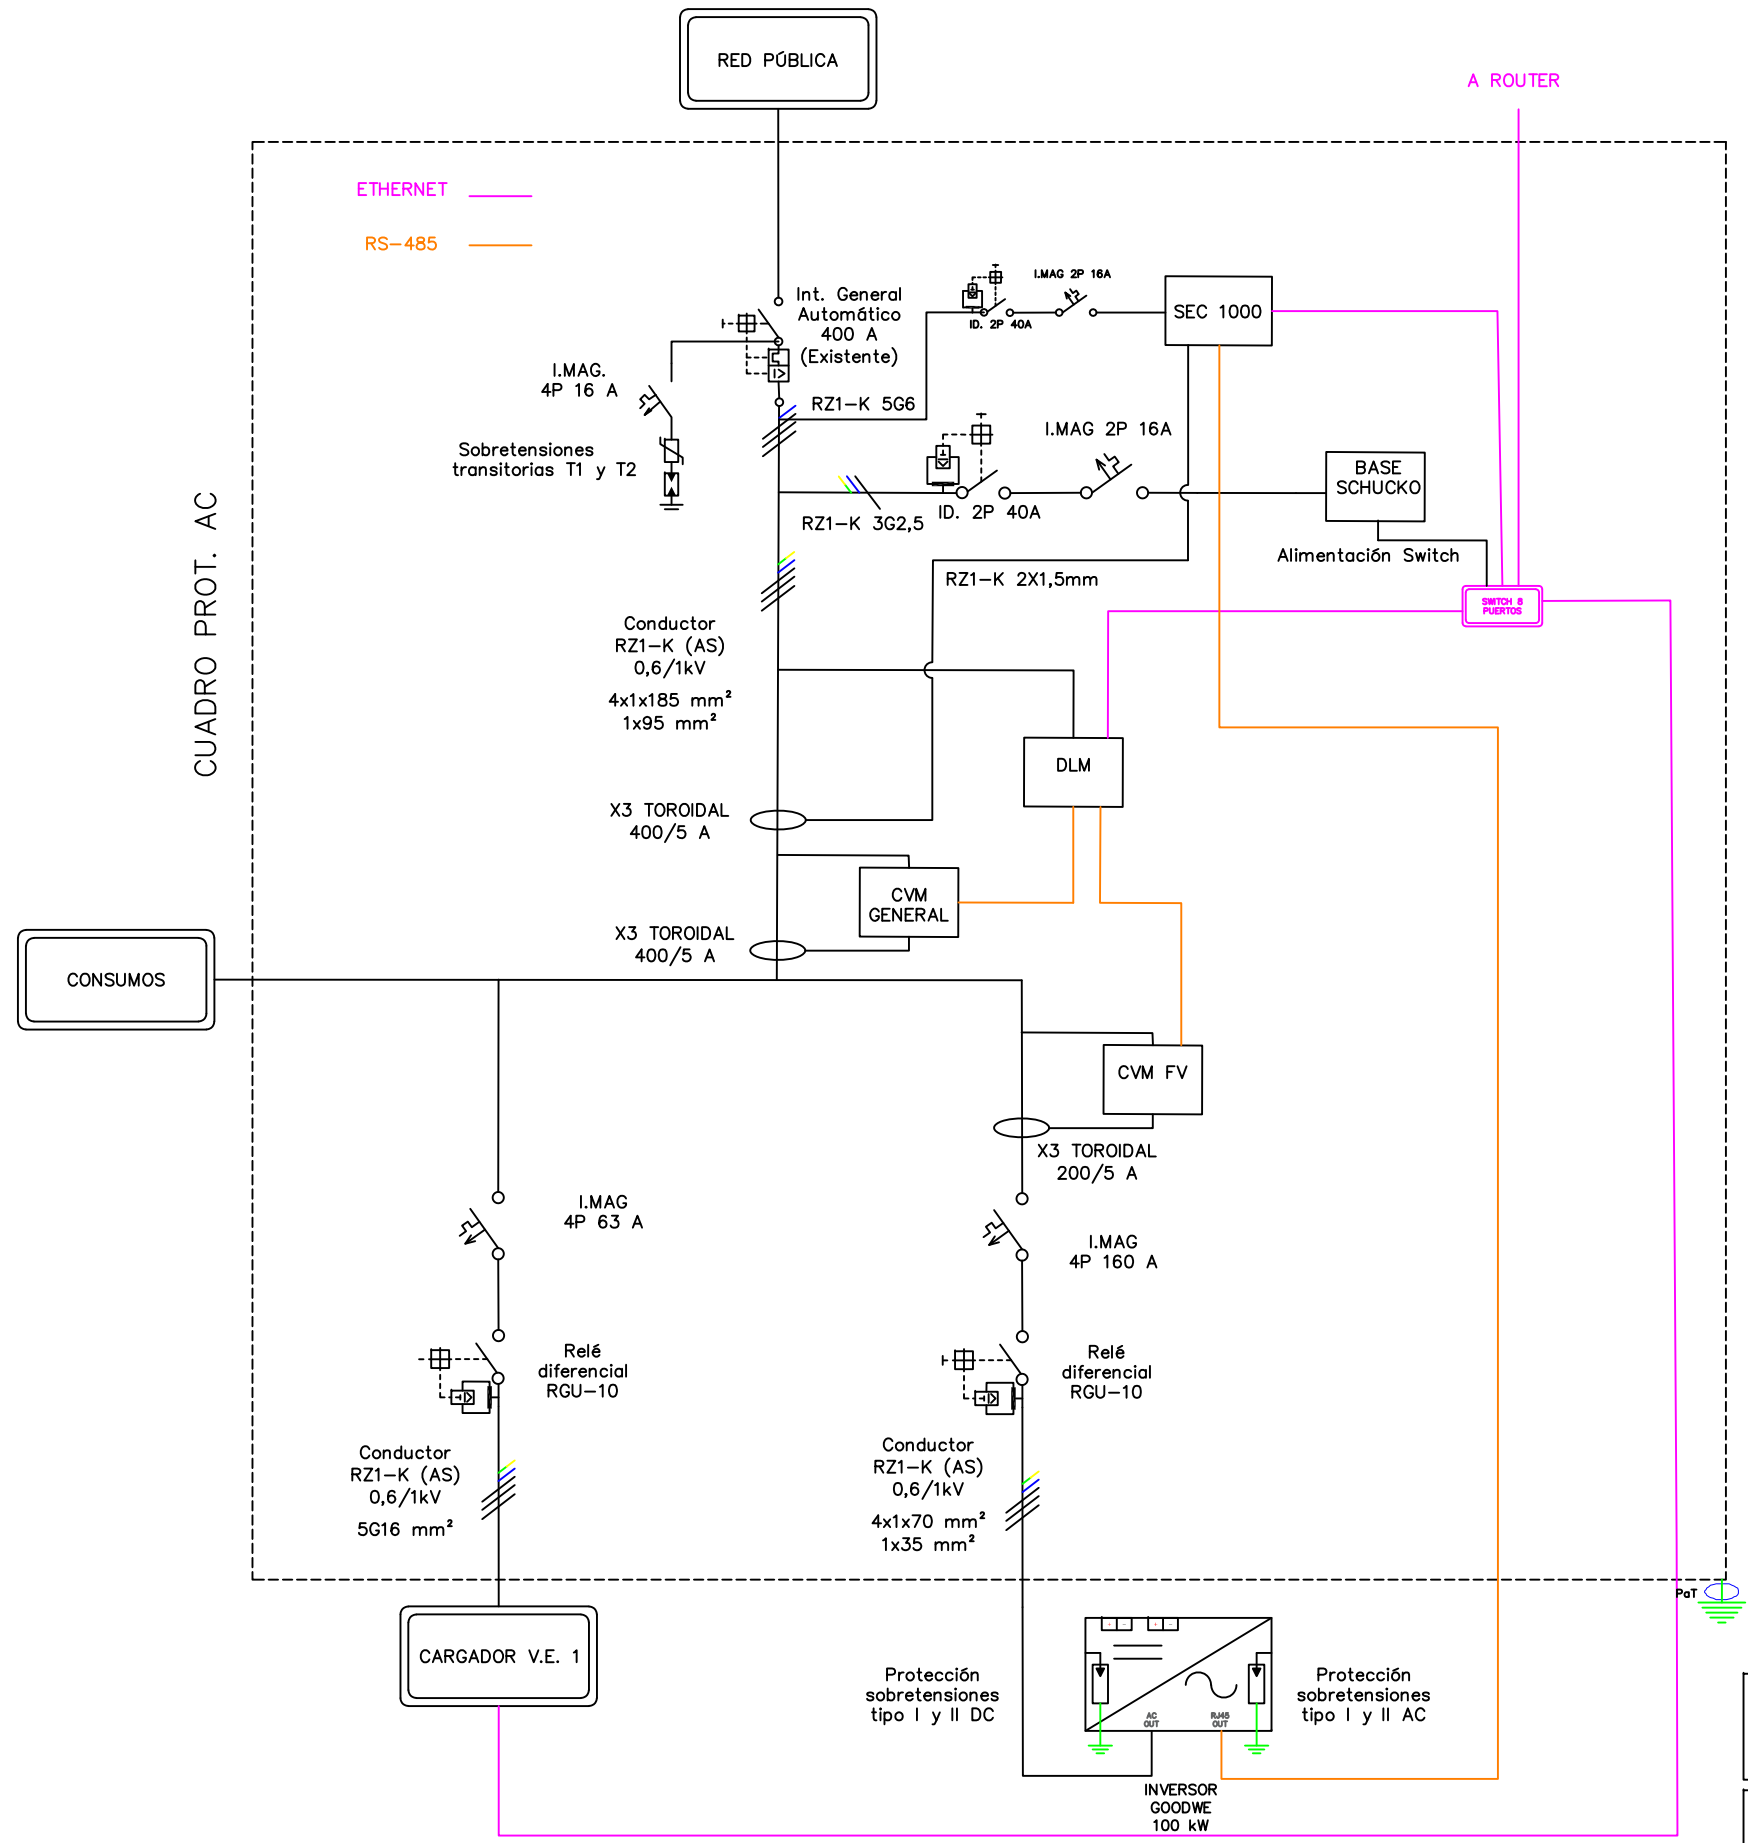 RED PÚBLICA
A ROUTER
ETHERNET
RS-485
CUADRO PROT. AC
Int. General
Automático
400 A
(Existente)
I.MAG.
4P 16 A
Sobretensiones
transitorias T1 y T2
RZ1-K 5G6
ID. 2P 40A
I.MAG 2P 16A
SEC 1000
RZ1-K 3G2,5
ID. 2P 40A
I.MAG 2P 16A
BASE
SCHUCKO
Alimentación Switch
SWITCH 8
PUERTOS
RZ1-K 2X1,5mm
Conductor
RZ1-K (AS)
0,6/1kV
4x1x185 mm²
1x95 mm²
DLM
X3 TOROIDAL
400/5 A
CVM
GENERAL
X3 TOROIDAL
400/5 A
CONSUMOS
CVM FV
X3 TOROIDAL
200/5 A
I.MAG
4P 63 A
I.MAG
4P 160 A
Relé
diferencial
RGU-10
Relé
diferencial
RGU-10
Conductor
RZ1-K (AS)
0,6/1kV
5G16 mm²
Conductor
RZ1-K (AS)
0,6/1kV
4x1x70 mm²
1x35 mm²
PaT
CARGADOR V.E. 1
Protección
sobretensiones
tipo I y II DC
AC
OUT
RJ45
OUT
Protección
sobretensiones
tipo I y II AC
INVERSOR
GOODWE
100 kW